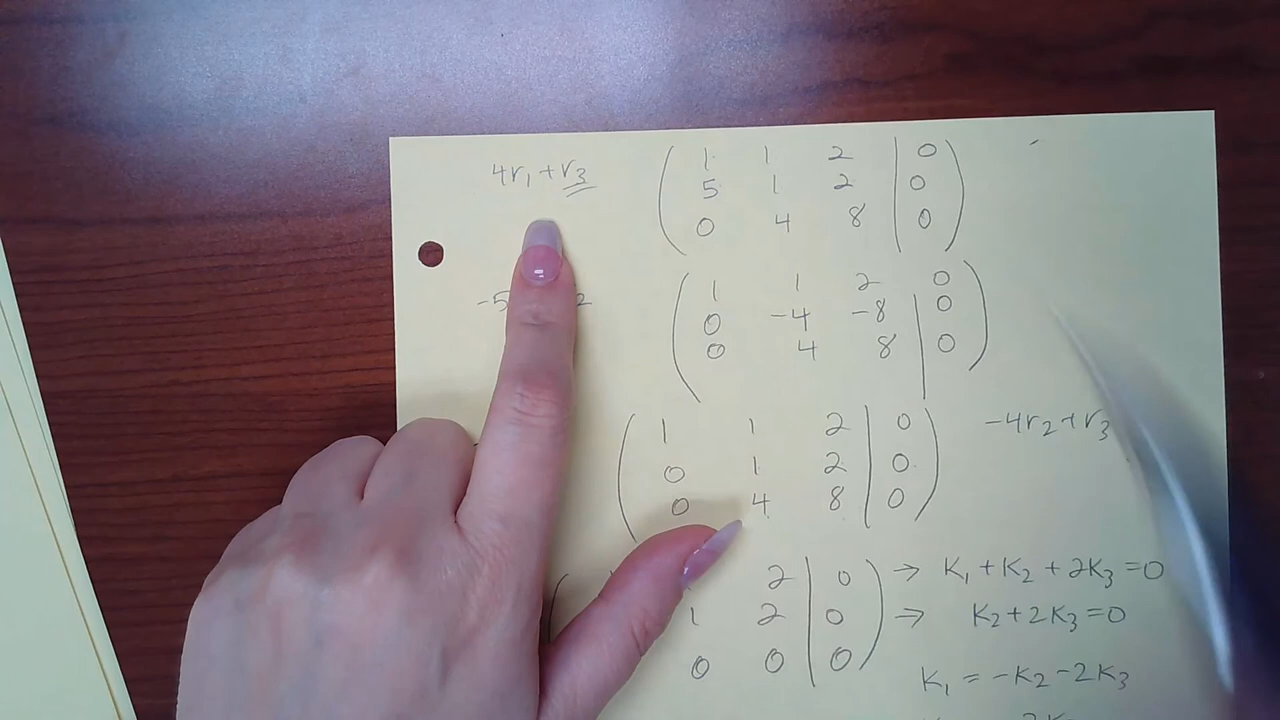 4r₁ + r₃ ( 1 1 2 | 0 )
( 5 1 2 | 0 )
( 0 4 8 | 0 )
-5 2 ( 1 1 2 | 0 )
( 0 -4 -8 | 0 )
( 0 4 8 | 0 )
( 1 1 2 | 0 ) -4r₂ + r₃
( 0 1 2 | 0 )
( 0 4 8 | 0 )
( 2 | 0 ) → K₁ + K₂ + 2K₃ = 0
1 2 | 0 ) → K₂ + 2K₃ = 0
0 0 | 0 )
K₁ = -K₂ - 2K₃